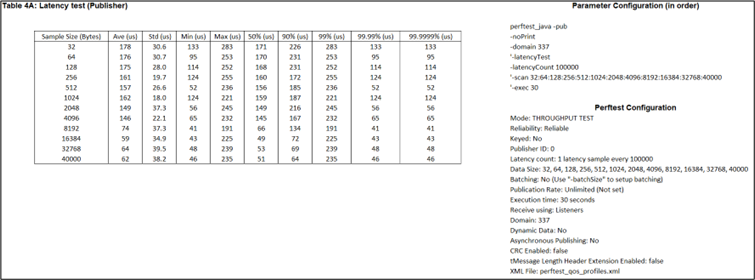 Table 4A: Latency test (Publisher)
Sample Size (Bytes) Ave (us) Std (us) Min (us) Max (us) 50% (us) 90% (us) 99% (us) 99.99% (us) 99.9999% (us)
32 178 30.6 133 283 171 226 283 133 133
64 176 30.7 95 253 170 231 253 95 95
128 175 28.0 114 252 168 231 252 114 114
256 161 19.7 124 255 160 172 255 124 124
512 157 26.6 52 236 156 185 236 52 52
1024 162 18.0 124 221 159 187 221 124 124
2048 149 37.3 56 245 149 216 245 56 56
4096 146 22.1 65 232 145 167 232 65 65
8192 74 37.3 41 191 66 134 191 41 41
16384 59 34.9 43 225 49 72 225 43 43
32768 64 39.5 48 239 53 69 239 48 48
40000 62 38.2 46 235 51 64 235 46 46
Parameter Configuration (in order)
perftest_java -pub
-noPrint
-domain 337
'-latencyTest
-latencyCount 100000
'-scan 32:64:128:256:512:1024:2048:4096:8192:16384:32768:40000
'-exec 30
Perftest Configuration
Mode: THROUGHPUT TEST
Reliability: Reliable
Keyed: No
Publisher ID: 0
Latency count: 1 latency sample every 100000
Data Size: 32, 64, 128, 256, 512, 1024, 2048, 4096, 8192, 16384, 32768, 40000
Batching: No (Use "-batchSize" to setup batching)
Publication Rate: Unlimited (Not set)
Execution time: 30 seconds
Receive using: Listeners
Domain: 337
Dynamic Data: No
Asynchronous Publishing: No
CRC Enabled: false
tMessage Length Header Extension Enabled: false
XML File: perftest_qos_profiles.xml